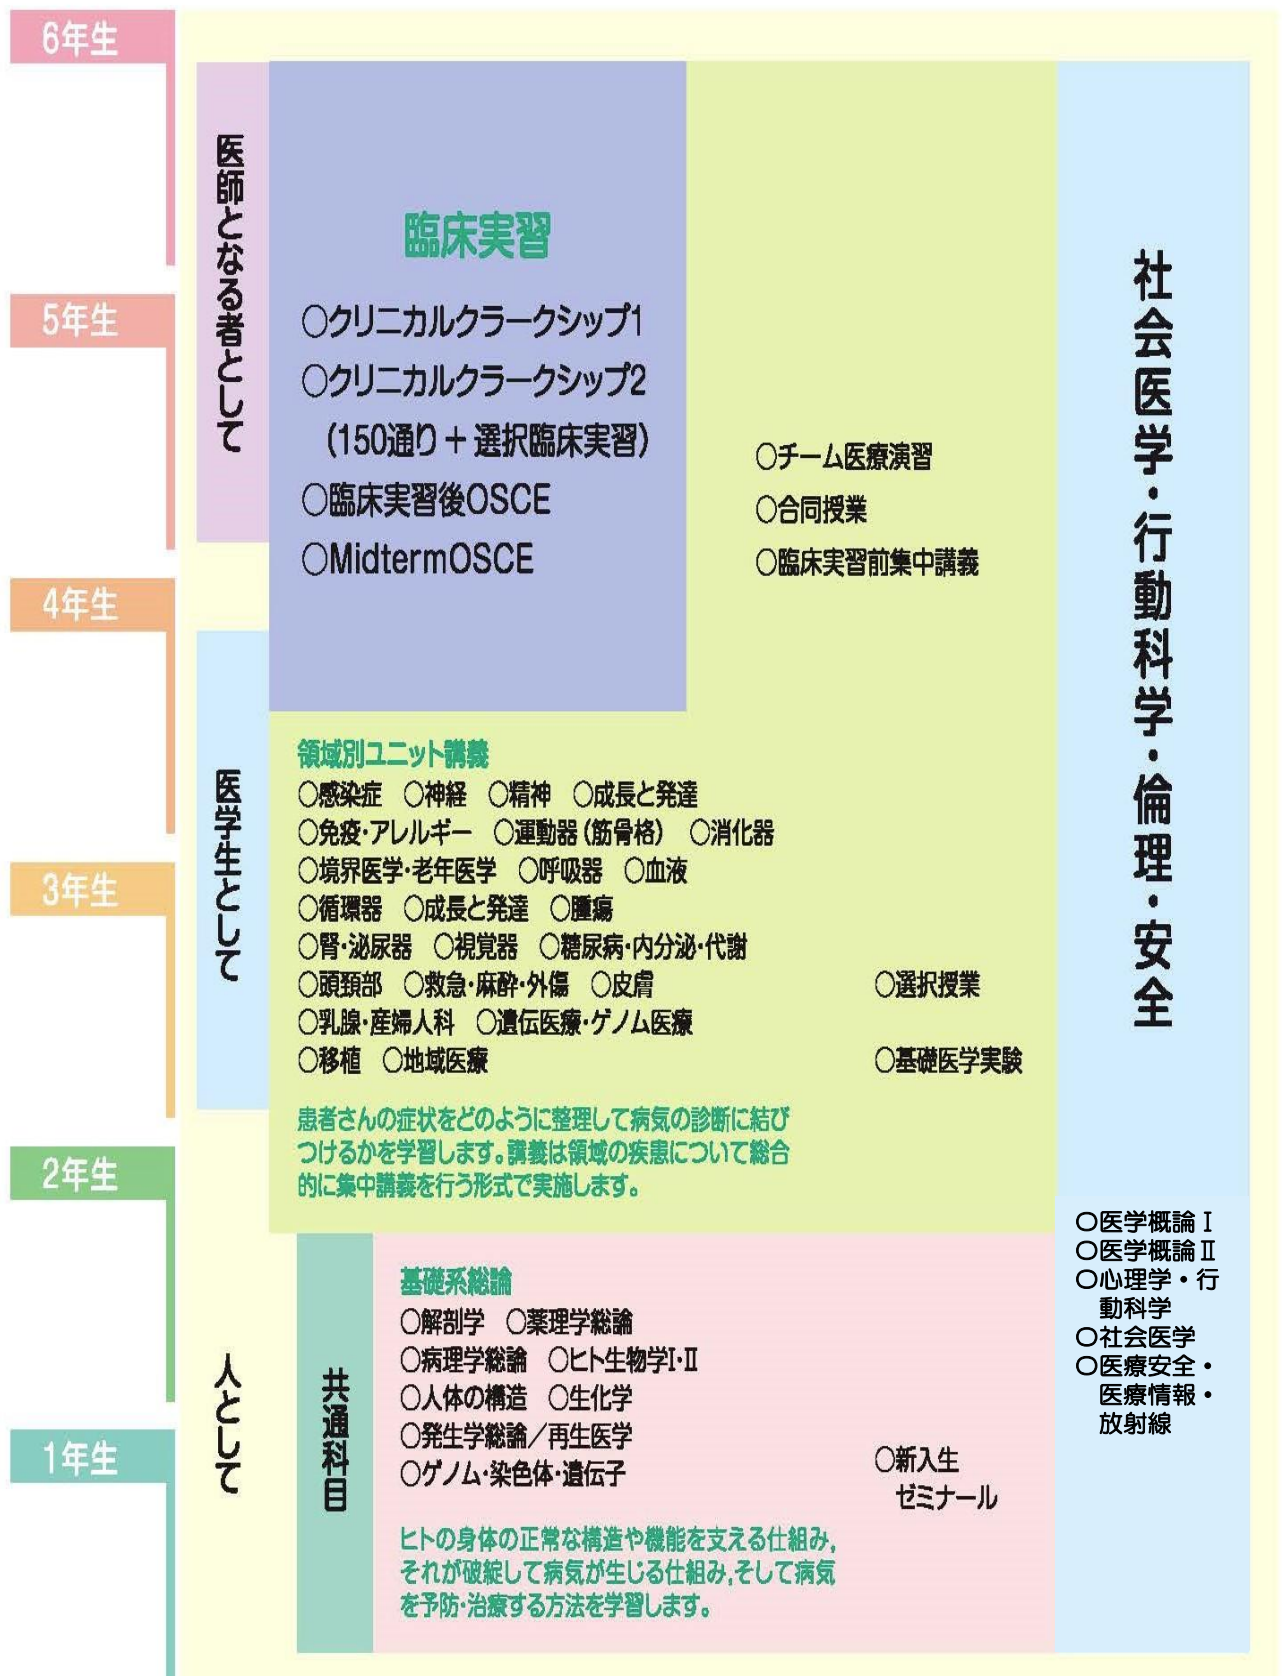 6年生
5年生
4年生
3年生
2年生
1年生
医師となる者として
医学生として
人として
臨床実習
○クリニカルクラークシップ1
○クリニカルクラークシップ2
(150通り + 選択臨床実習)
○臨床実習後OSCE
○MidtermOSCE
○チーム医療演習
○合同授業
○臨床実習前集中講義
領域別ユニット講義
○感染症 ○神経 ○精神 ○成長と発達
○免疫・アレルギー ○運動器(筋骨格) ○消化器
○境界医学・老年医学 ○呼吸器 ○血液
○循環器 ○成長と発達 ○腫瘍
○腎・泌尿器 ○視覚器 ○糖尿病・内分泌・代謝
○頭頚部 ○救急・麻酔・外傷 ○皮膚
○乳腺・産婦人科 ○遺伝医療・ゲノム医療
○移植 ○地域医療
○選択授業
○基礎医学実験
患者さんの症状をどのように整理して病気の診断に結び
つけるかを学習します。講義は領域の疾患について総合
的に集中講義を行う形式で実施します。
共通科目
基礎系総論
○解剖学 ○薬理学総論
○病理学総論 ○ヒト生物学I・II
○人体の構造 ○生化学
○発生学総論/再生医学
○ゲノム・染色体・遺伝子
○新入生
ゼミナール
ヒトの身体の正常な構造や機能を支える仕組み,
それが破綻して病気が生じる仕組み,そして病気
を予防・治療する方法を学習します。
社会医学・行動科学・倫理・安全
○医学概論Ⅰ
○医学概論Ⅱ
○心理学・行
動科学
○社会医学
○医療安全・
医療情報・
放射線